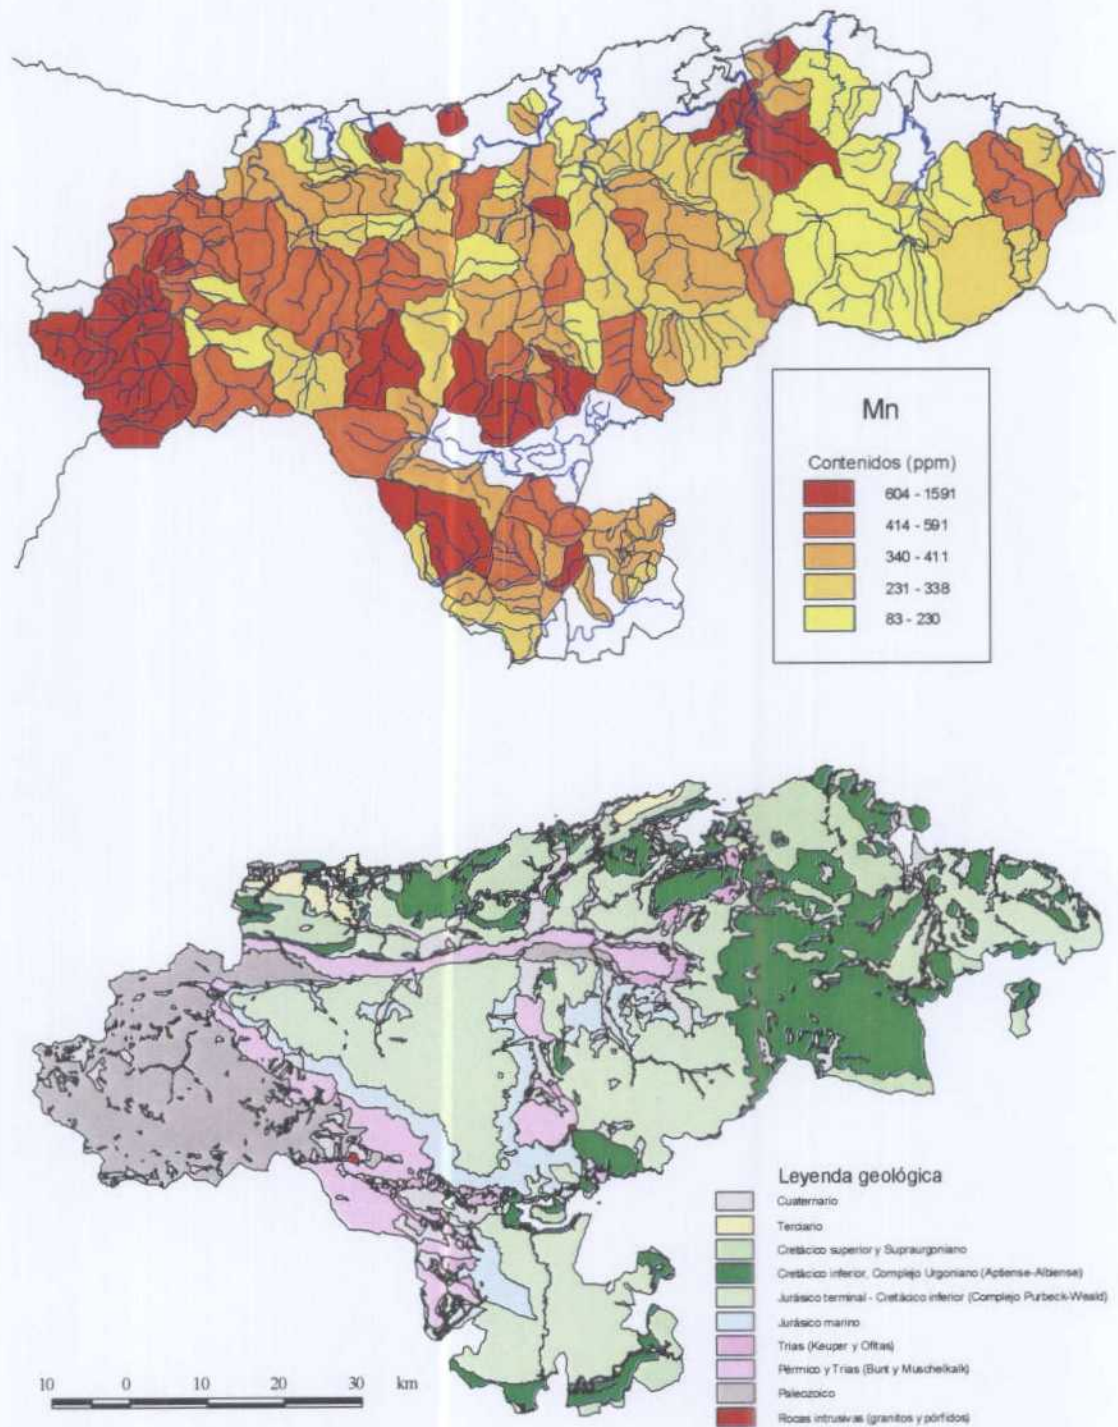 Mn
Contenidos (ppm)
604 - 1591
414 - 591
340 - 411
231 - 338
83 - 230
Leyenda geológica
Cuaternario
Terciario
Cretácico superior y Supraurgoniano
Cretácico inferior, Complejo Urgoniano (Aptiense-Albiense)
Jurásico terminal - Cretácico inferior (Complejo Purbeck-Weald)
Jurásico marino
Trias (Keuper y Ofitas)
Pérmico y Trias (Bunt y Muschelkalk)
Paleozoico
Rocas intrusivas (granitos y pórfidos)
10 0 10 20 30 km